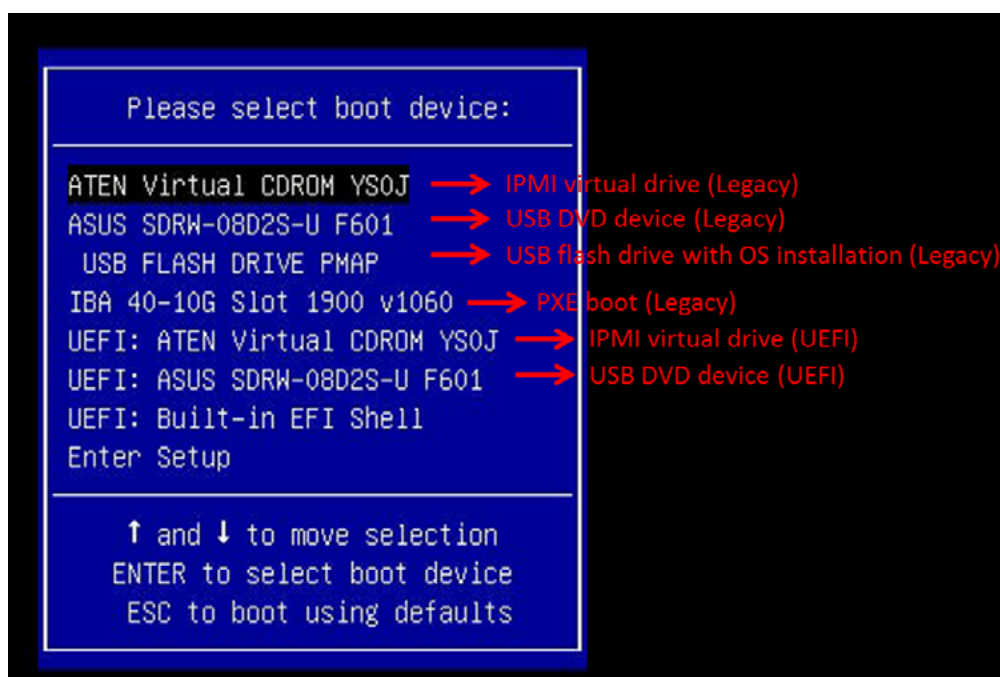 Please select boot device:
ATEN Virtual CDROM YS0J → IPMI virtual drive (Legacy)
ASUS SDRW-08D2S-U F601 → USB DVD device (Legacy)
USB FLASH DRIVE PMAP → USB flash drive with OS installation (Legacy)
IBA 40-10G Slot 1900 v1060 → PXE boot (Legacy)
UEFI: ATEN Virtual CDROM YS0J → IPMI virtual drive (UEFI)
UEFI: ASUS SDRW-08D2S-U F601 → USB DVD device (UEFI)
UEFI: Built-in EFI Shell
Enter Setup
↑ and ↓ to move selection
ENTER to select boot device
ESC to boot using defaults